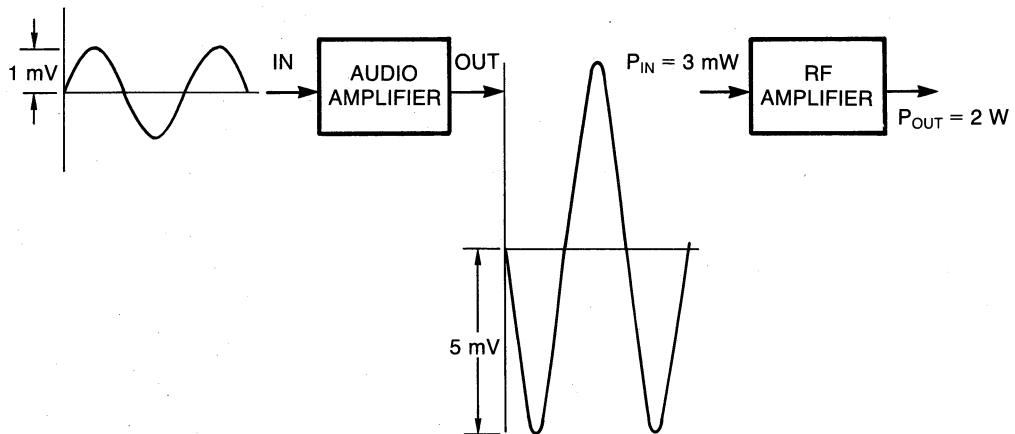 1 mV
IN
AUDIO
AMPLIFIER
OUT
5 mV
P_IN = 3 mW
RF
AMPLIFIER
P_OUT = 2 W